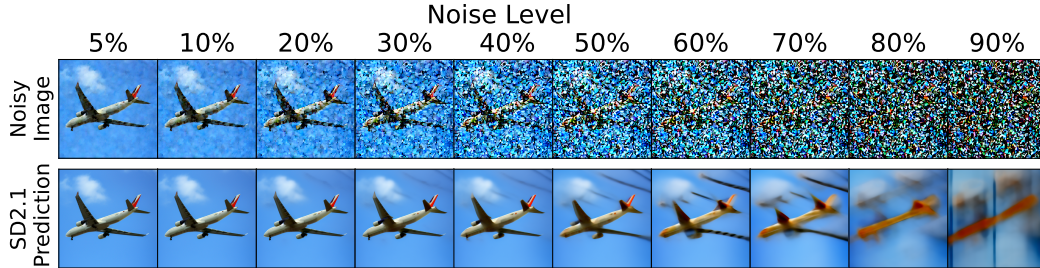 Noise Level
5% 10% 20% 30% 40% 50% 60% 70% 80% 90%
Noisy
Image
SD2.1
Prediction